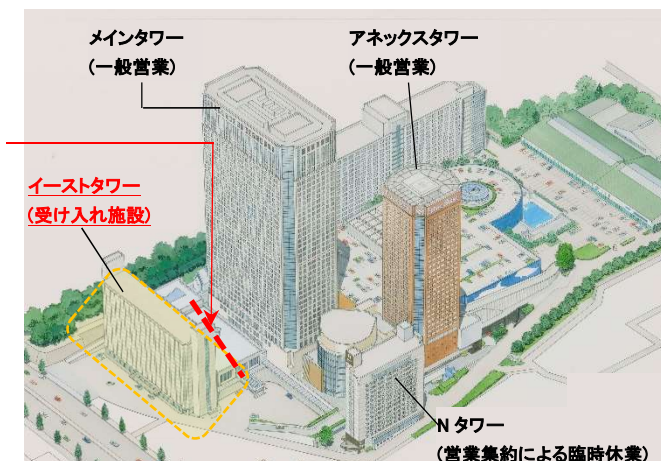 メインタワー
(一般営業)
アネックスタワー
(一般営業)
イーストタワー
(受け入れ施設)
N タワー
(営業集約による臨時休業)